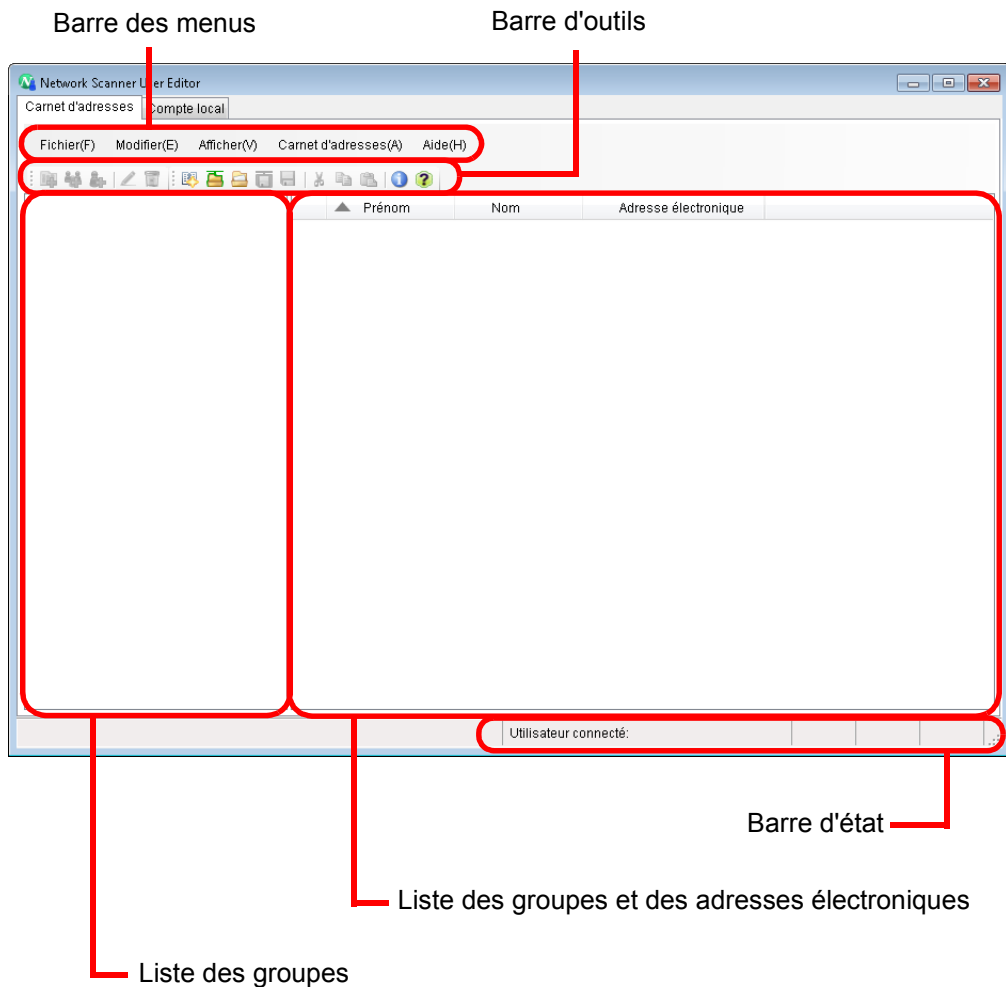 Barre des menus
Barre d'outils
Network Scanner User Editor
Carnet d'adresses
Compte local
Fichier(F) Modifier(E) Afficher(V) Carnet d'adresses(A) Aide(H)
Prénom Nom Adresse électronique
Utilisateur connecté:
Barre d'état
Liste des groupes et des adresses électroniques
Liste des groupes